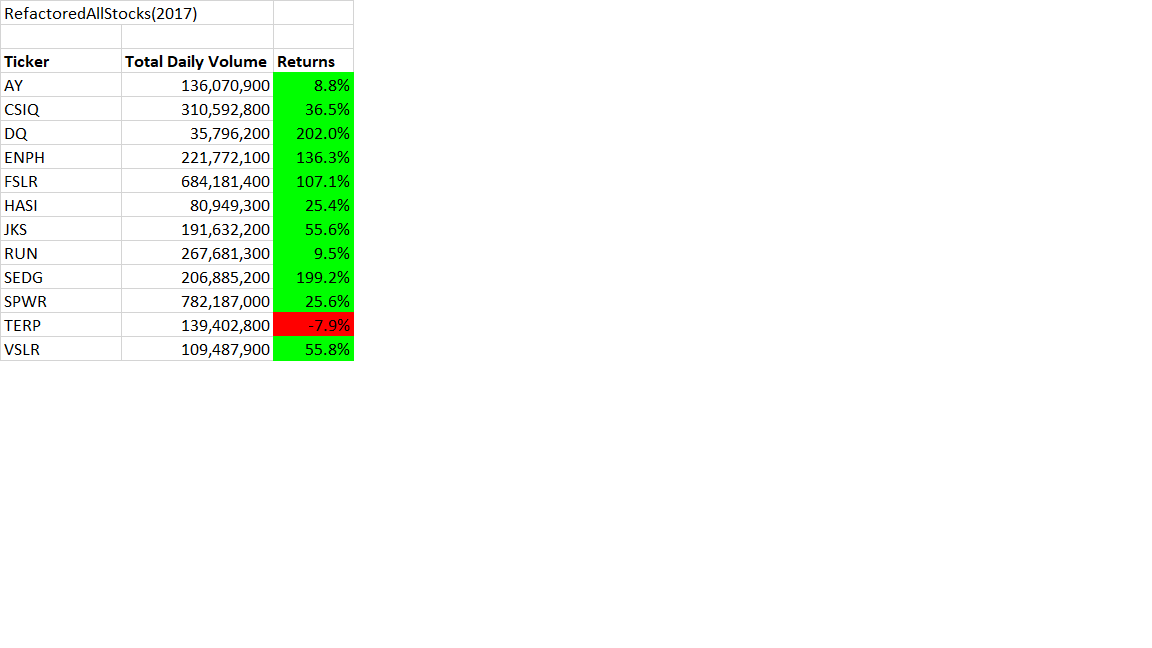 RefactoredAllStocks(2017)
Ticker Total Daily Volume Returns
AY 136,070,900 8.8%
CSIQ 310,592,800 36.5%
DQ 35,796,200 202.0%
ENPH 221,772,100 136.3%
FSLR 684,181,400 107.1%
HASI 80,949,300 25.4%
JKS 191,632,200 55.6%
RUN 267,681,300 9.5%
SEDG 206,885,200 199.2%
SPWR 782,187,000 25.6%
TERP 139,402,800 -7.9%
VSLR 109,487,900 55.8%